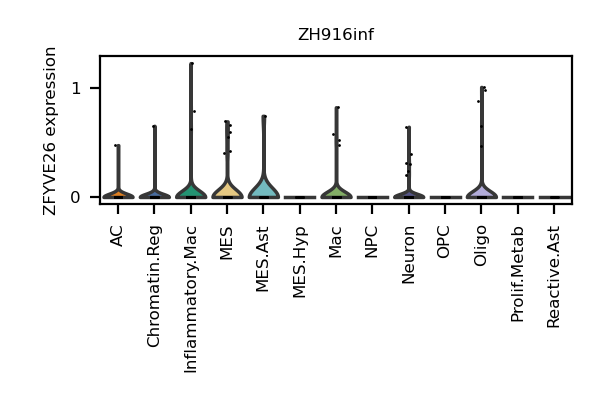 ZH916inf
ZFYVE26 expression
1
0
AC
Chromatin.Reg
Inflammatory.Mac
MES
MES.Ast
MES.Hyp
Mac
NPC
Neuron
OPC
Oligo
Prolif.Metab
Reactive.Ast